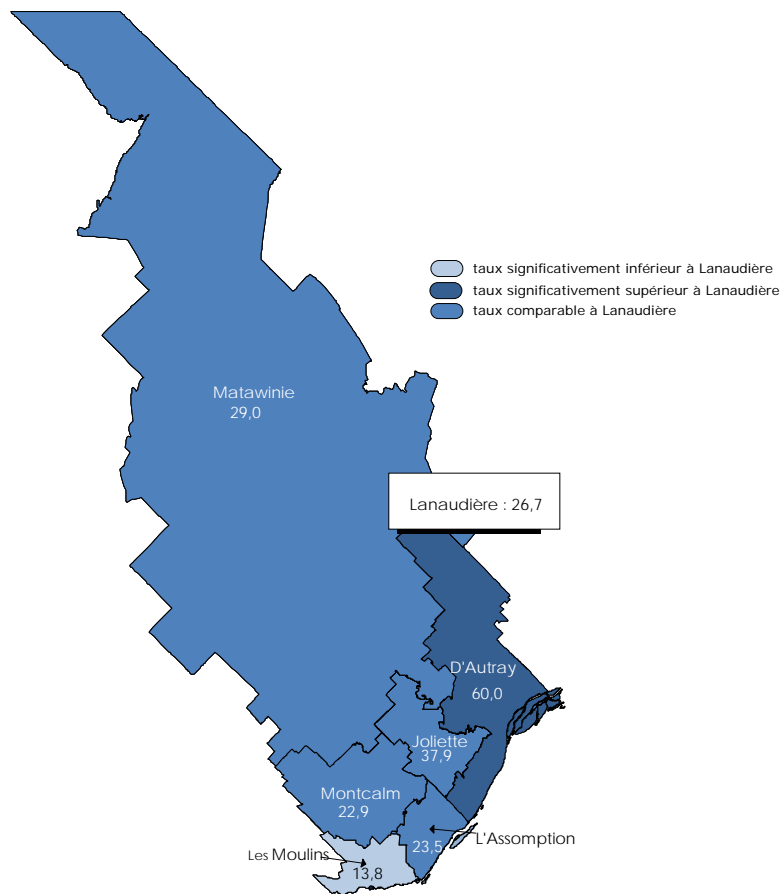 taux significativement inférieur à Lanaudière
taux significativement supérieur à Lanaudière
taux comparable à Lanaudière
Matawinie
29,0
Lanaudière : 26,7
D'Autray
60,0
Joliette
37,9
Montcalm
22,9
L'Assomption
23,5
Les Moulins
13,8